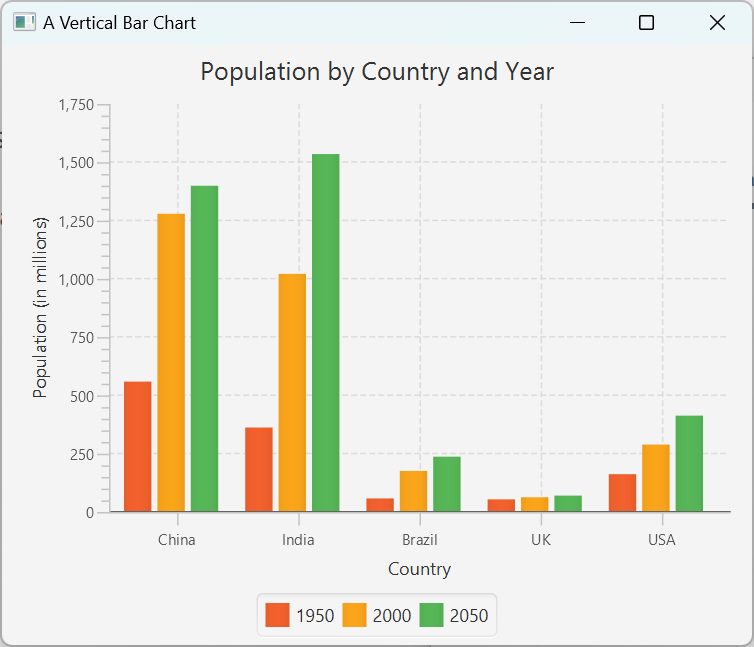 A Vertical Bar Chart
Population by Country and Year
Population (in millions)
1,750
1,500
1,250
1,000
750
500
250
0
China India Brazil UK USA
Country
1950 2000 2050